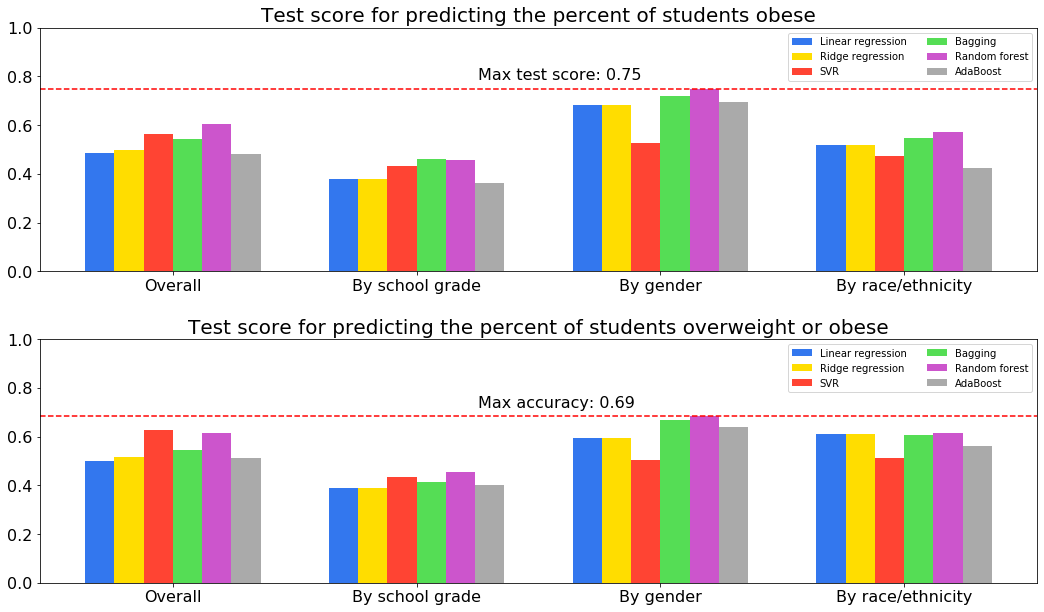 Test score for predicting the percent of students obese
1.0
0.8
0.6
0.4
0.2
0.0
Max test score: 0.75
Linear regression
Ridge regression
SVR
Bagging
Random forest
AdaBoost
Overall
By school grade
By gender
By race/ethnicity
Test score for predicting the percent of students overweight or obese
1.0
0.8
0.6
0.4
0.2
0.0
Max accuracy: 0.69
Linear regression
Ridge regression
SVR
Bagging
Random forest
AdaBoost
Overall
By school grade
By gender
By race/ethnicity